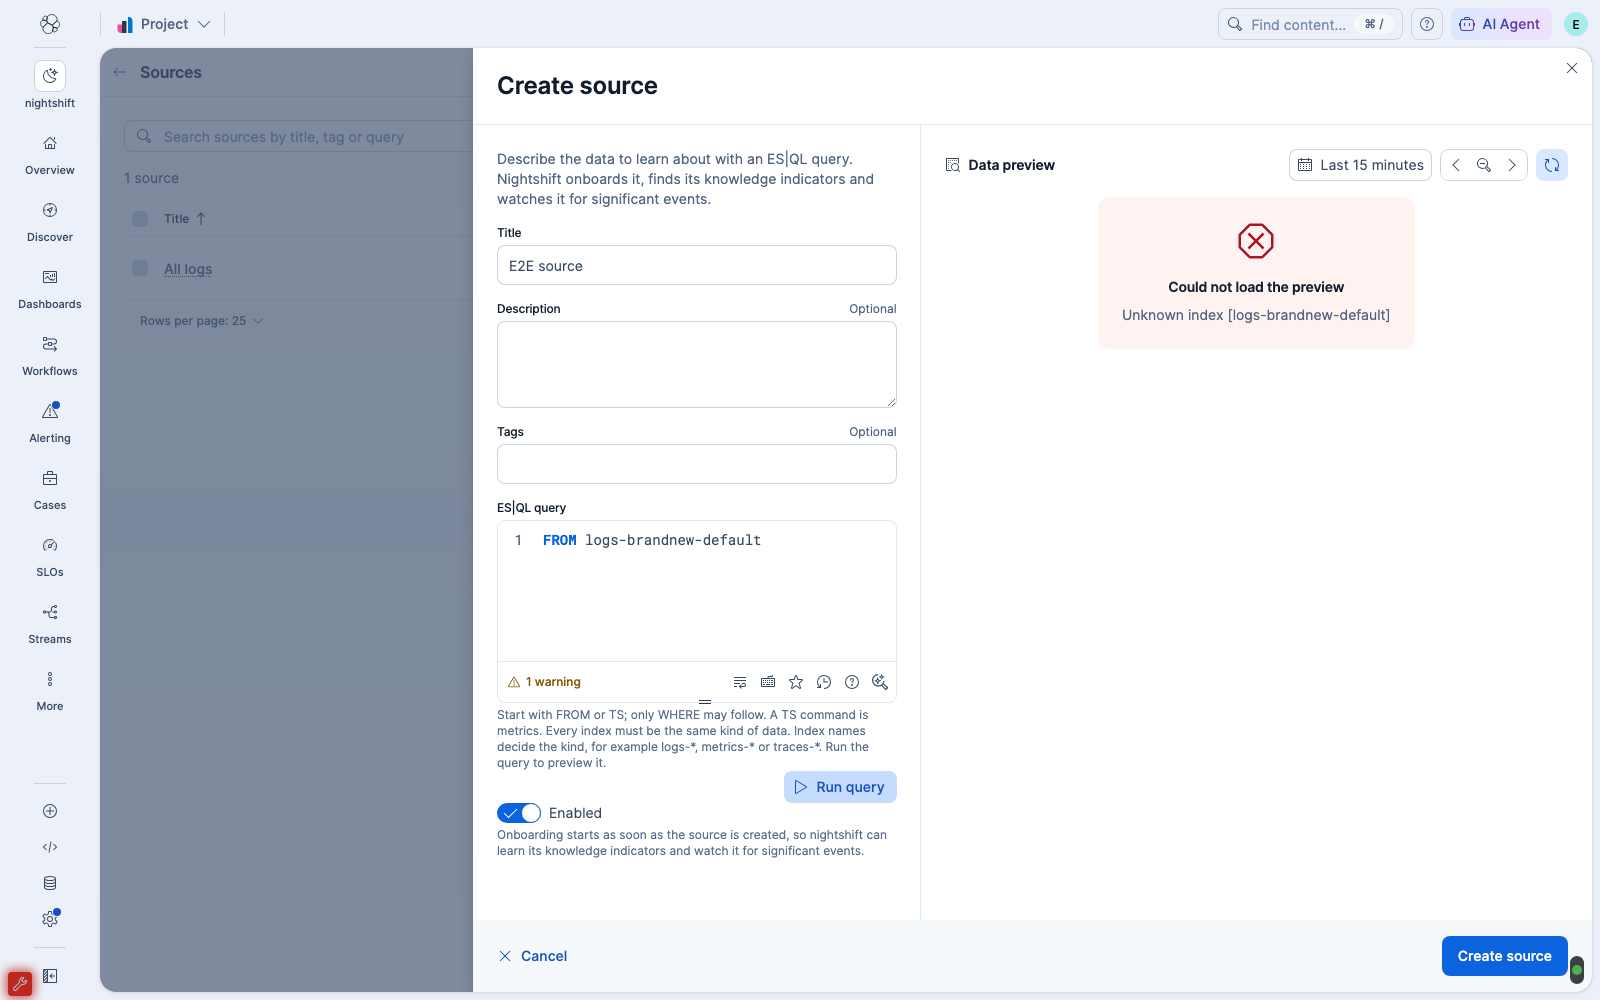 Project
Find content...
⌘ /
AI Agent
E
nightshift
Overview
Discover
Dashboards
Workflows
Alerting
Cases
SLOs
Streams
More
Sources
Search sources by title, tag or query
1 source
Title
All logs
Rows per page: 25
Create source
Describe the data to learn about with an ES|QL query.
Nightshift onboards it, finds its knowledge indicators and
watches it for significant events.
Title
E2E source
Description
Optional
Tags
Optional
ES|QL query
1 FROM logs-brandnew-default
1 warning
Start with FROM or TS; only WHERE may follow. A TS command is
metrics. Every index must be the same kind of data. Index names
decide the kind, for example logs-*, metrics-* or traces-*. Run the
query to preview it.
Run query
Enabled
Onboarding starts as soon as the source is created, so nightshift can
learn its knowledge indicators and watch it for significant events.
Data preview
Last 15 minutes
Could not load the preview
Unknown index [logs-brandnew-default]
Cancel
Create source